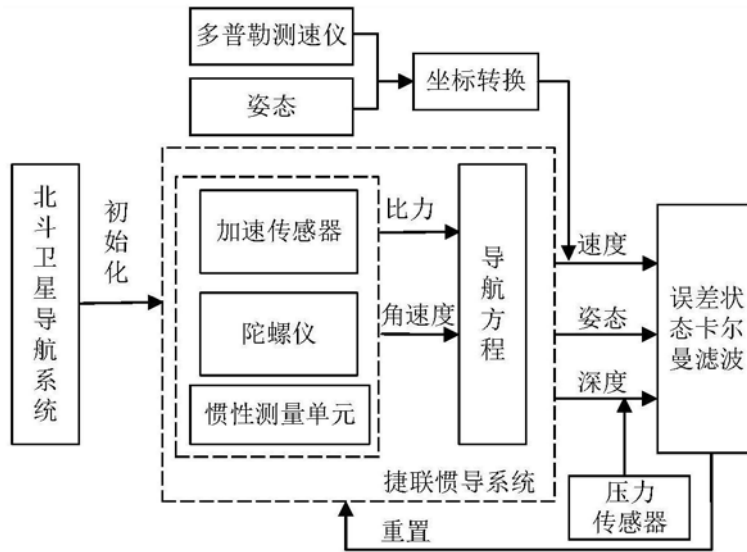 多普勒测速仪
姿态
坐标转换
北斗卫星导航系统
初始化
加速传感器
陀螺仪
惯性测量单元
比力
角速度
导航方程
速度
姿态
深度
误差状
态卡尔
曼滤波
捷联惯导系统
压力
传感器
重置